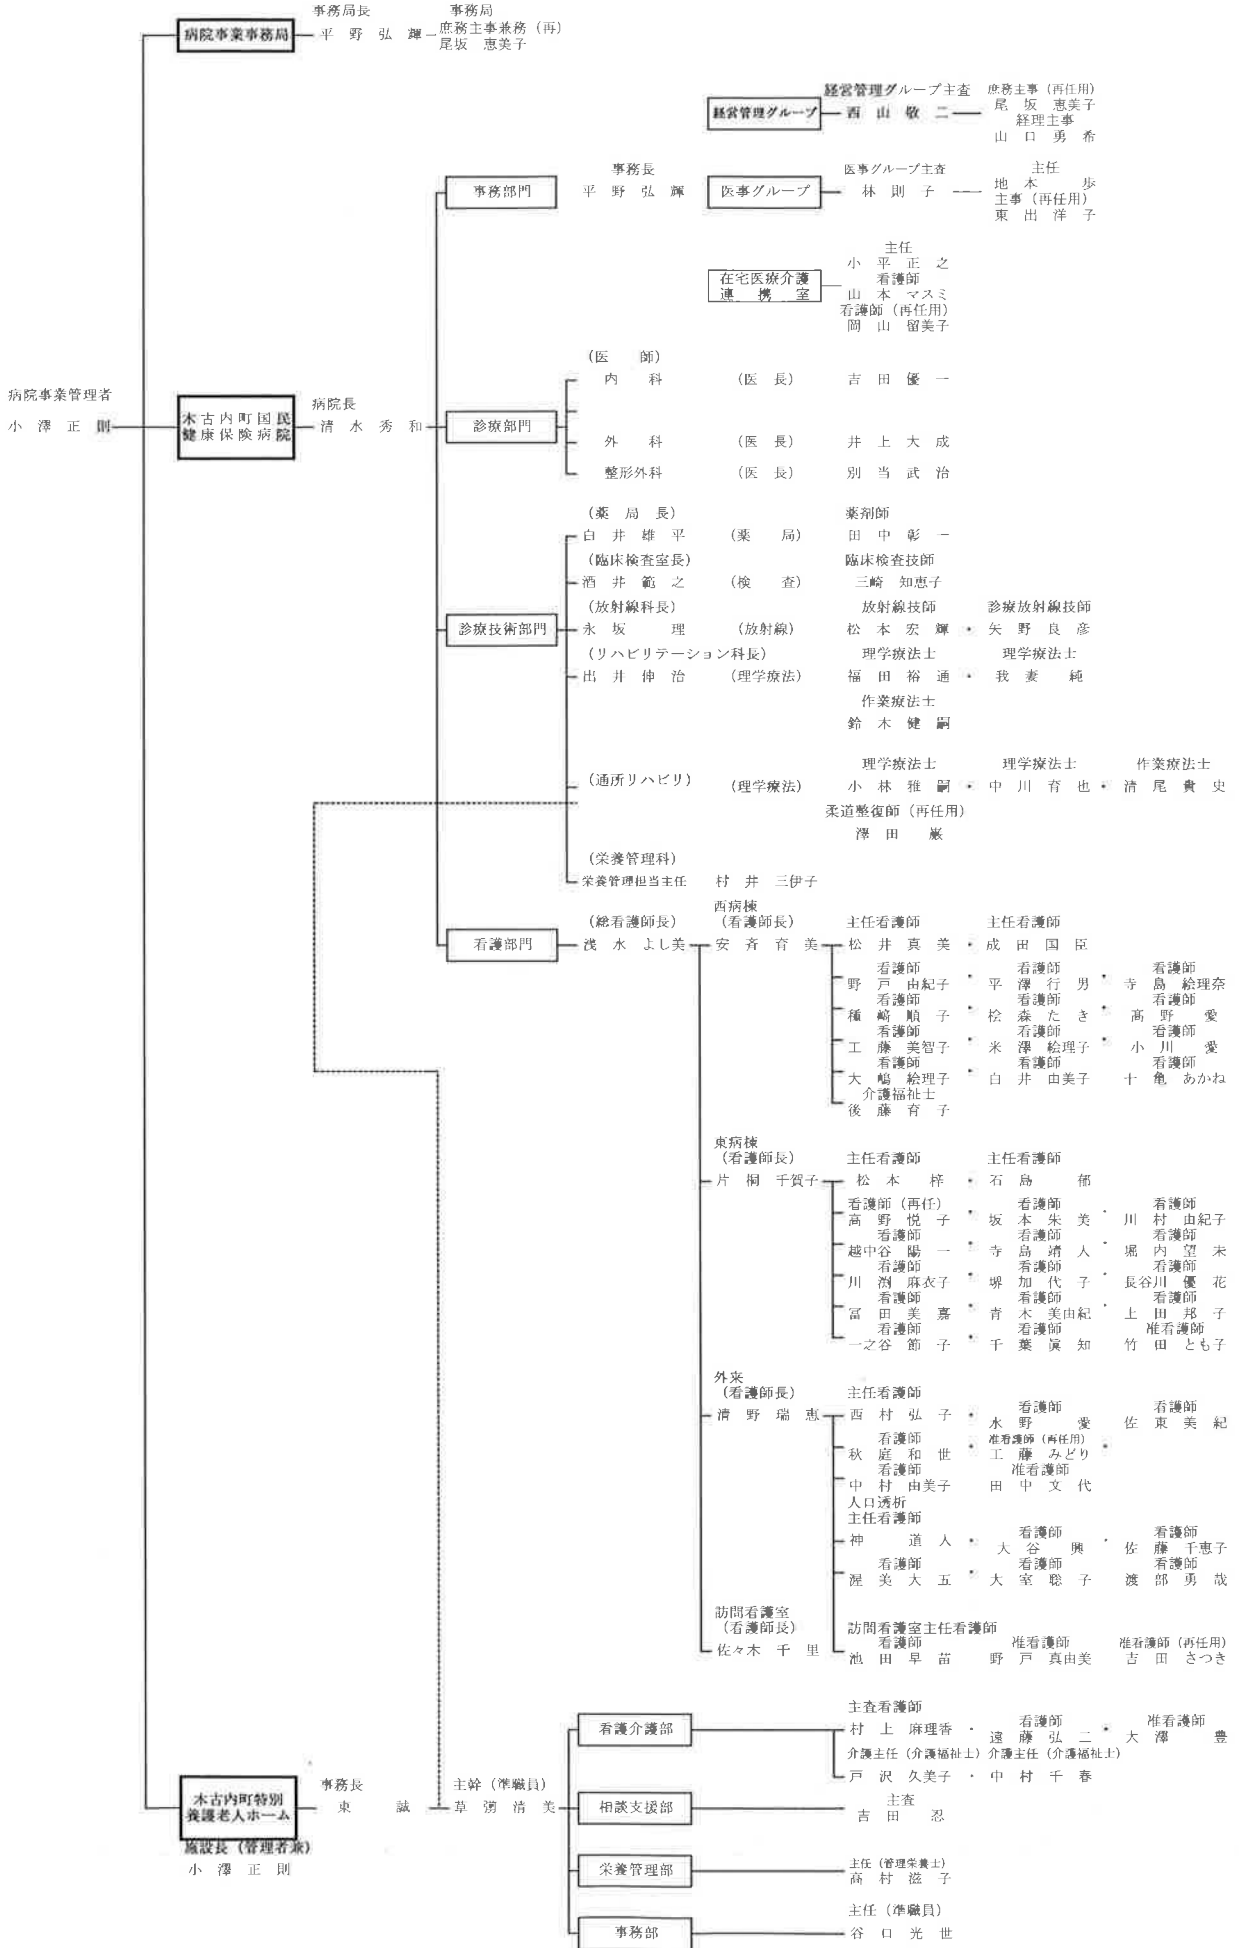 事務局長 事務局
病院事業事務局 平野弘輝 庶務主事兼務（再）
尾坂 恵美子
経営管理グループ主査 庶務主事（再任用）
経営管理グループ 西山敬二 尾坂 恵美子
経理主事
山口勇希
事務長 医事グループ主査 主任
事務部門 平野弘輝 医事グループ 林則子 地本歩
主事（再任用）
東出洋子
主任
小平正之
在宅医療介護 看護師
連携室 山本 マスミ
看護師（再任用）
岡山 留美子
（医師）
内科 （医長） 吉田優一
病院事業管理者 病院長
小澤正則 木古内町国民 清水秀和 診療部門
健康保険病院
外科 （医長） 井上大成
整形外科 （医長） 別当武治
（薬局長） 薬剤師
白井雄平 （薬局） 田中彰一
（臨床検査室長） 臨床検査技師
酒井範之 （検査） 三崎 知恵子
（放射線科長） 放射線技師 診療放射線技師
診療技術部門 永坂理 （放射線） 松本宏輝・矢野良彦
（リハビリテーション科長） 理学療法士 理学療法士
出井伸治 （理学療法） 福田裕通・我妻純
作業療法士
鈴木健嗣
理学療法士 理学療法士 作業療法士
（通所リハビリ） （理学療法） 小林雅嗣・中川育也・清尾貴史
柔道整復師（再任用）
澤田巌
（栄養管理科）
栄養管理担当主任 村井 三伊子
西病棟
（総看護師長） （看護師長） 主任看護師 主任看護師
看護部門 浅水 よし美 安斉育美 松井真美・成田国臣
看護師 看護師 看護師
野戸 由紀子・平澤行男・寺島 絵理奈
看護師 看護師 看護師
種﨑順子・桧森たき・髙野愛
看護師 看護師 看護師
工藤 美智子・米澤 絵理子・小川愛
看護師 看護師 看護師
大嶋 絵理子・白井 由美子 十亀 あかね
介護福祉士
後藤育子
東病棟
（看護師長） 主任看護師 主任看護師
片桐 千賀子 松本梓・石島郁
看護師（再任） 看護師 看護師
高野悦子・坂本朱美・川村 由紀子
看護師 看護師 看護師
越中谷 陽一・寺島靖人・堀内望未
看護師 看護師 看護師
川渕 麻衣子・堺加代子・長谷川優花
看護師 看護師 看護師
冨田美嘉・青木 美由紀・上田邦子
看護師 看護師 准看護師
一之谷 節子・千葉眞知 竹田 とも子
外来
（看護師長） 主任看護師 看護師 看護師
清野瑞恵 西村弘子・水野愛 佐東美紀
看護師 准看護師（再任用）
秋庭和世・工藤 みどり・
看護師 准看護師
中村 由美子 田中文代
人口透析
主任看護師 看護師 看護師
神道人・大谷興・佐藤 千恵子
看護師 看護師 看護師
渥美大五・大室聡子 渡部勇哉
訪問看護室
（看護師長） 訪問看護室主任看護師
看護師 准看護師 准看護師（再任用）
佐々木 千里 池田早苗 野戸 真由美 吉田 さつき
主査看護師 看護師 准看護師
看護介護部 村上 麻理香・遠藤弘二・大澤豊
介護主任（介護福祉士） 介護主任（介護福祉士）
戸沢 久美子・中村千春
事務長 主幹（準職員） 主査
木古内町特別 東誠 草彅清美 相談支援部 吉田忍
養護老人ホーム
施設長（管理者兼）
小澤正則
主任（管理栄養士）
栄養管理部 高村滋子
主任（準職員）
事務部 谷口光世